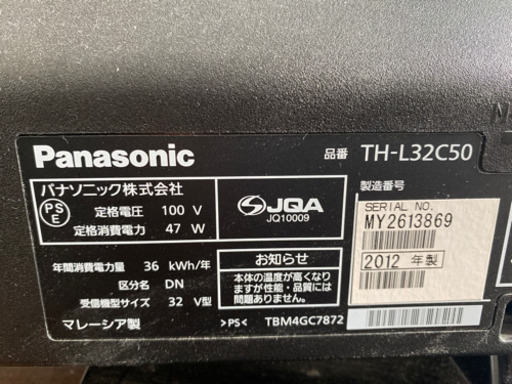 Panasonic
品番 TH-L32C50
パナソニック株式会社
PS E
定格電圧 100 V
定格消費電力 47 W
JQA
JQ10009
製造番号
SERIAL NO.
MY2613869
2012 年製
年間消費電力量 36 kWh/年
区分名 DN
受信機型サイズ 32 V型
お知らせ
本体の温度が高くなり
ますが性能・品質には
問題ありません。
マレーシア製
>PS<
TBM4GC7872